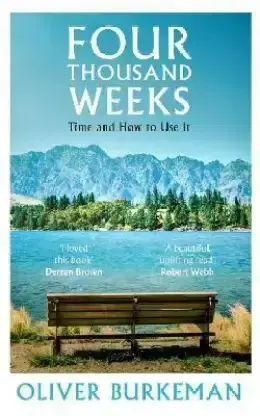 FOUR
THOUSAND
WEEKS
Time and How to Use It
'I loved
this book'
Derren Brown
'A beautiful,
uplifting read'
Robert Webb
OLIVER BURKEMAN